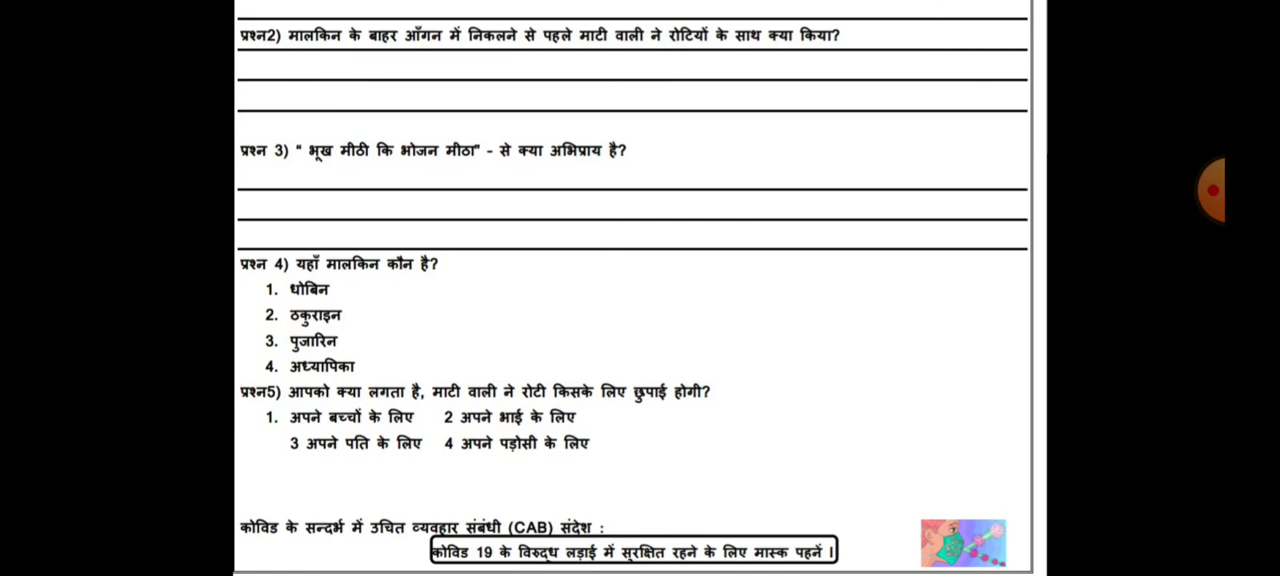 प्रश्न2) मालकिन के बाहर आँगन में निकलने से पहले माटी वाली ने रोटियों के साथ क्या किया?
प्रश्न 3) “ भूख मीठी कि भोजन मीठा” - से क्या अभिप्राय है?
प्रश्न 4) यहाँ मालकिन कौन है?
1. धोबिन
2. ठकुराइन
3. पुजारिन
4. अध्यापिका
प्रश्न5) आपको क्या लगता है, माटी वाली ने रोटी किसके लिए छुपाई होगी?
1. अपने बच्चों के लिए 2 अपने भाई के लिए
3 अपने पति के लिए 4 अपने पड़ोसी के लिए
कोविड के सन्दर्भ में उचित व्यवहार संबंधी (CAB) संदेश :
कोविड 19 के विरुद्ध लड़ाई में सुरक्षित रहने के लिए मास्क पहनें ।